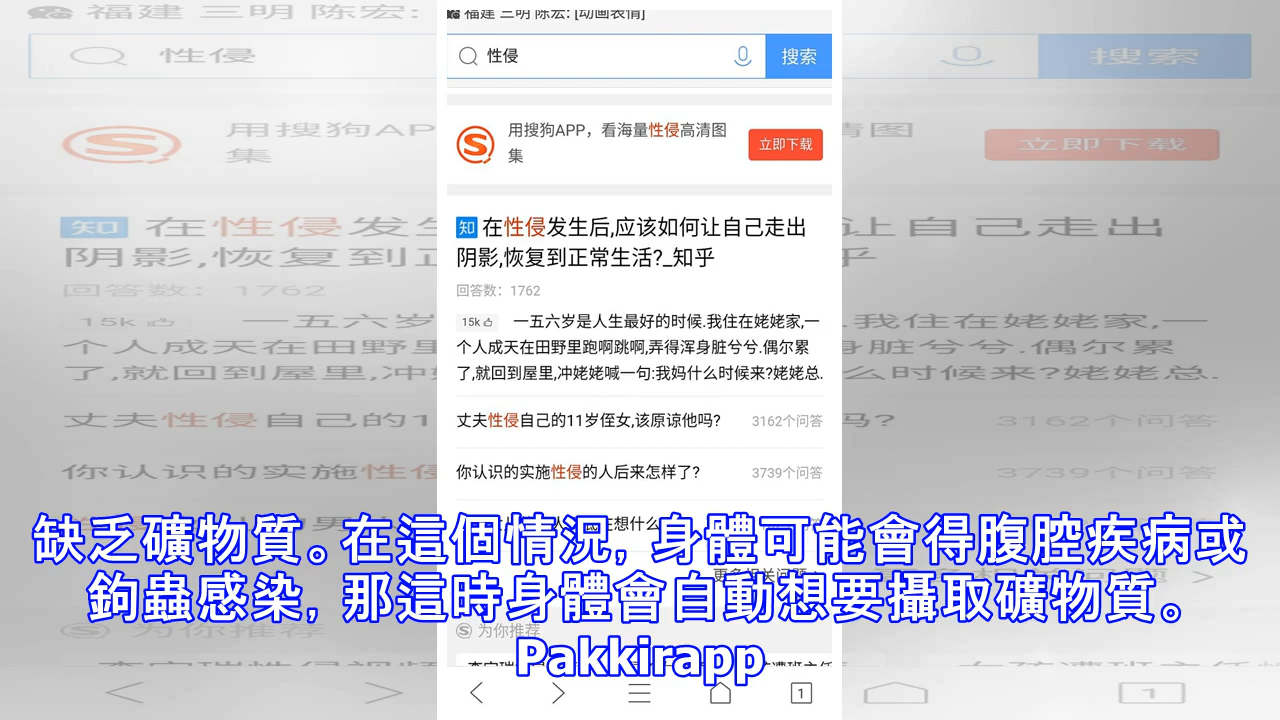 福建 三明 陈宏: [动画表情]
性侵
搜索
用搜狗APP，看海量性侵高清图
集
立即下载
知 在性侵发生后,应该如何让自己走出
阴影,恢复到正常生活?_知乎
回答数：1762
15k 一五六岁是人生最好的时候.我住在姥姥家,一
个人成天在田野里跑啊跳啊,弄得浑身脏兮兮.偶尔累
了,就回到屋里,冲姥姥喊一句:我妈什么时候来?姥姥总.
丈夫性侵自己的11岁侄女,该原谅他吗? 3162个问答
你认识的实施性侵的人后来怎样了? 3739个问答
缺乏礦物質。在這個情況, 身體可能會得腹腔疾病或
鉤蟲感染, 那這時身體會自動想要攝取礦物質。
为你推荐
Pakkirapp
1